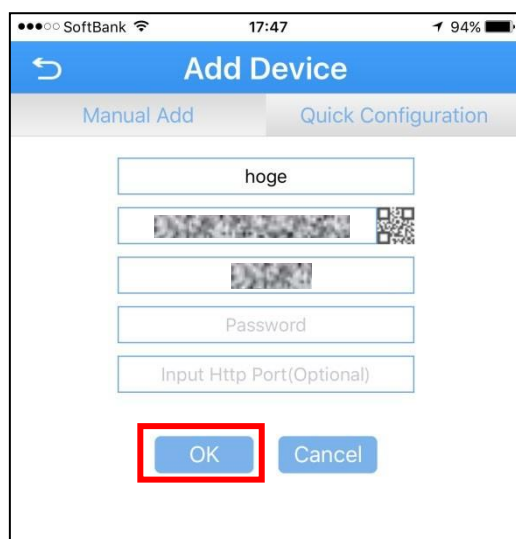 SoftBank 17:47 94%
Add Device
Manual Add Quick Configuration
hoge
Password
Input Http Port(Optional)
OK Cancel